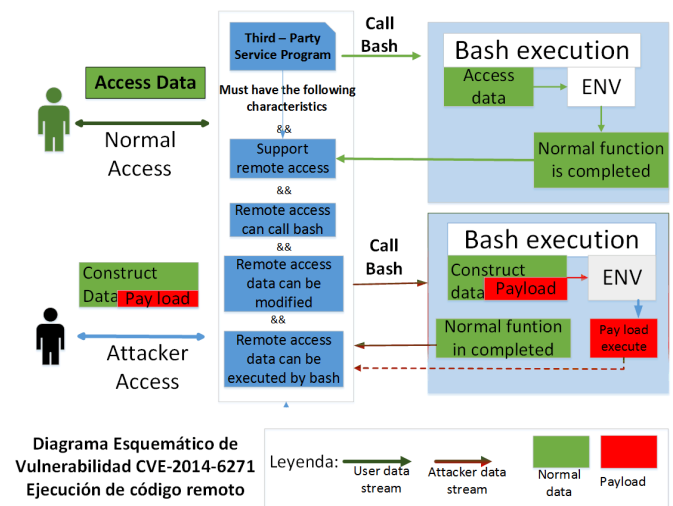 Third – Party
Service Program
Must have the following
characteristics
&&
Support
remote access
&&
Remote access
can call bash
&&
Remote access
data can be
modified
&&
Remote access
data can be
executed by bash
Access Data
Normal
Access
Construct
Data
Pay load
Attacker
Access
Call
Bash
Bash execution
Access
data
ENV
Normal function
is completed
Call
Bash
Bash execution
Construct
data
Payload
ENV
Normal funtion
in completed
Pay load
execute
Diagrama Esquemático de
Vulnerabilidad CVE-2014-6271
Ejecución de código remoto
Leyenda:
User data
stream
Attacker data
stream
Normal
data
Payload